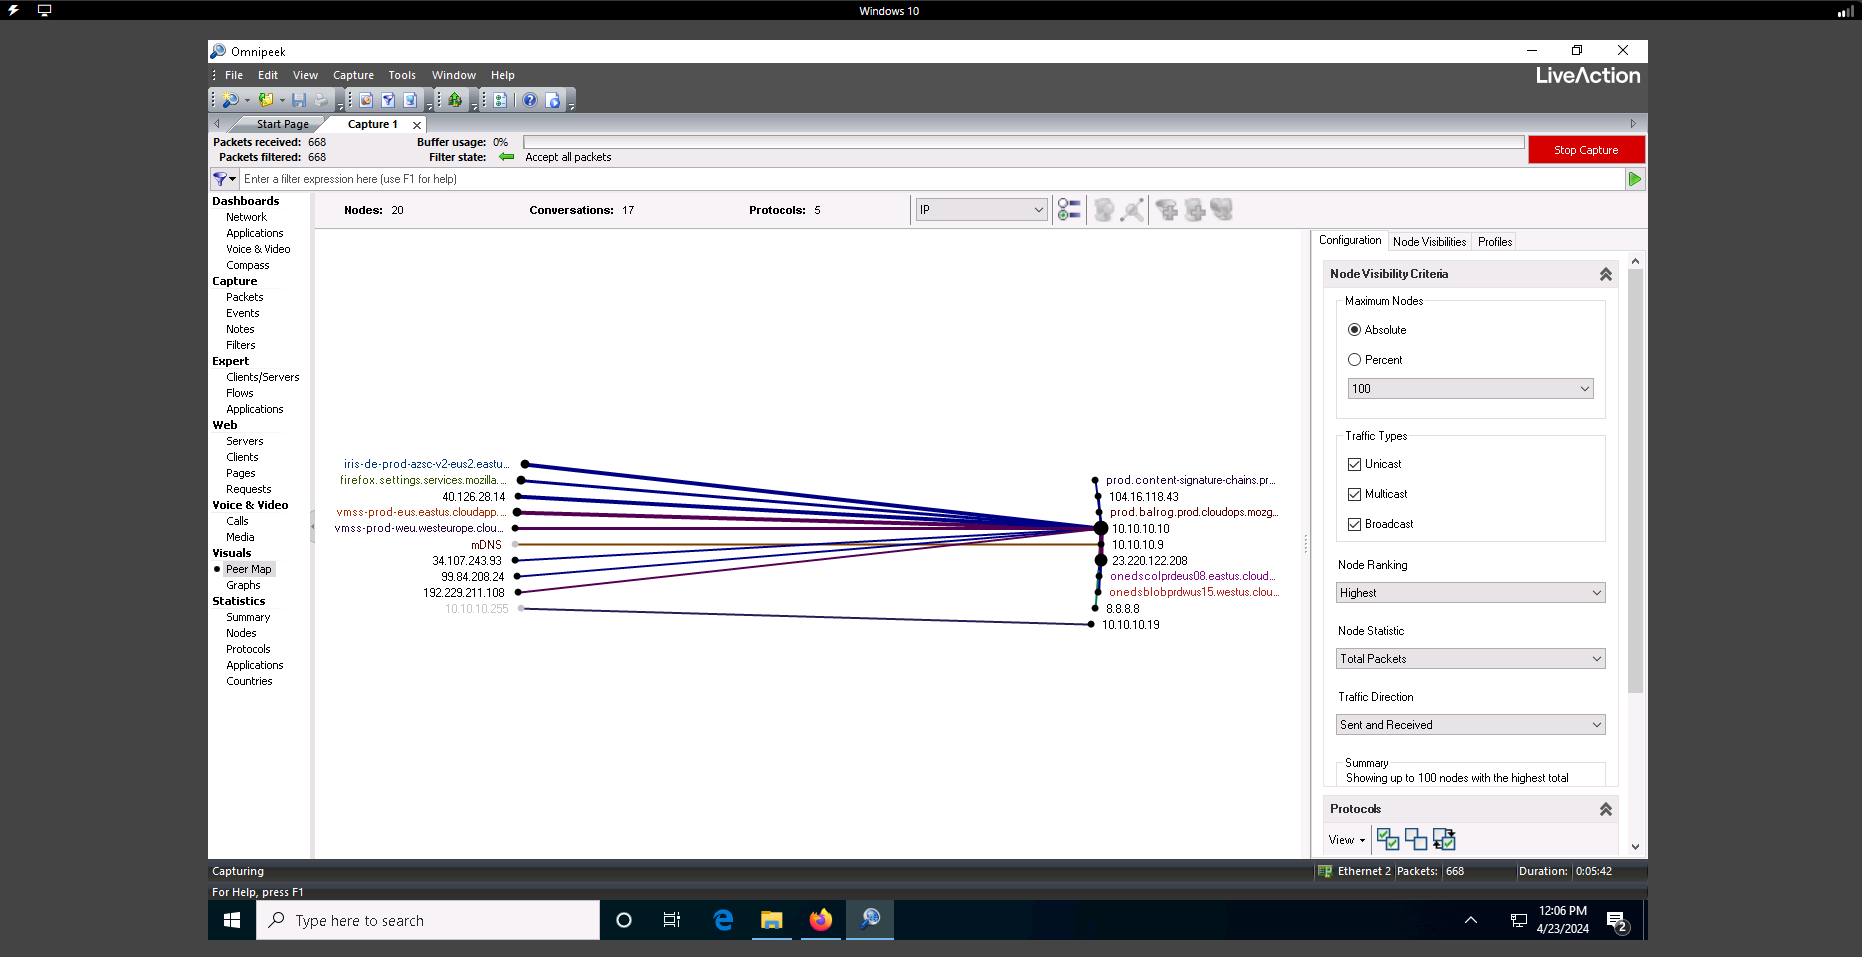 Windows 10
Omnipeek
File Edit View Capture Tools Window Help
LiveAction
Start Page Capture 1
Packets received: 668 Buffer usage: 0%
Packets filtered: 668 Filter state: Accept all packets
Stop Capture
Enter a filter expression here (use F1 for help)
Dashboards
Network
Applications
Voice & Video
Compass
Capture
Packets
Events
Notes
Filters
Expert
Clients/Servers
Flows
Applications
Web
Servers
Clients
Pages
Requests
Voice & Video
Calls
Media
Visuals
Peer Map
Graphs
Statistics
Summary
Nodes
Protocols
Applications
Countries
Nodes: 20 Conversations: 17 Protocols: 5 IP
iris-de-prod-azsc-v2-eus2.eastu...
firefox.settings.services.mozilla....
40.126.28.14
vmss-prod-eus.eastus.cloudapp....
vmss-prod-weu.westeurope.clou...
mDNS
34.107.243.93
99.84.208.24
192.229.211.108
10.10.10.255
prod.content-signature-chains.pr...
104.16.118.43
prod.balrog.prod.cloudops.mozg...
10.10.10.10
10.10.10.9
23.220.122.208
onedscolprdeus08.eastus.cloud...
onedsblobprdwus15.westus.clou...
8.8.8.8
10.10.10.19
Configuration Node Visibilities Profiles
Node Visibility Criteria
Maximum Nodes
Absolute
Percent
100
Traffic Types
Unicast
Multicast
Broadcast
Node Ranking
Highest
Node Statistic
Total Packets
Traffic Direction
Sent and Received
Summary
Showing up to 100 nodes with the highest total
Protocols
View
Capturing Ethernet 2 Packets: 668 Duration: 0:05:42
For Help, press F1
Type here to search
12:06 PM
4/23/2024
2